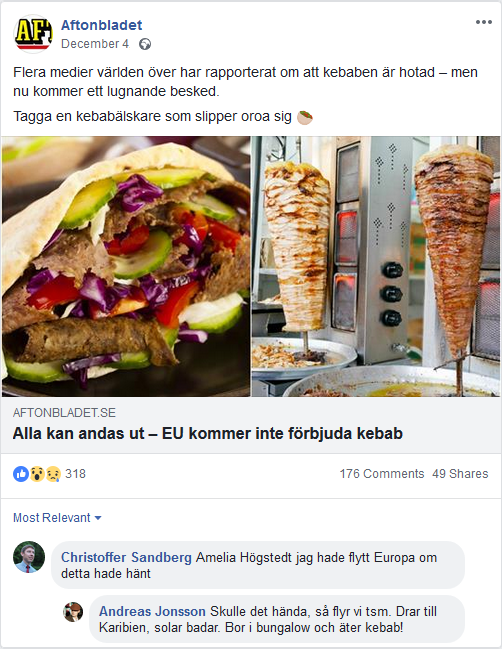 AF
Aftonbladet
December 4
Flera medier världen över har rapporterat om att kebaben är hotad – men
nu kommer ett lugnande besked.
Tagga en kebabälskare som slipper oroa sig 🥙
AFTONBLADET.SE
Alla kan andas ut – EU kommer inte förbjuda kebab
318
176 Comments 49 Shares
Most Relevant
Christoffer Sandberg Amelia Högstedt jag hade flytt Europa om
detta hade hänt
Andreas Jonsson Skulle det hända, så flyr vi tsm. Drar till
Karibien, solar badar. Bor i bungalow och äter kebab!